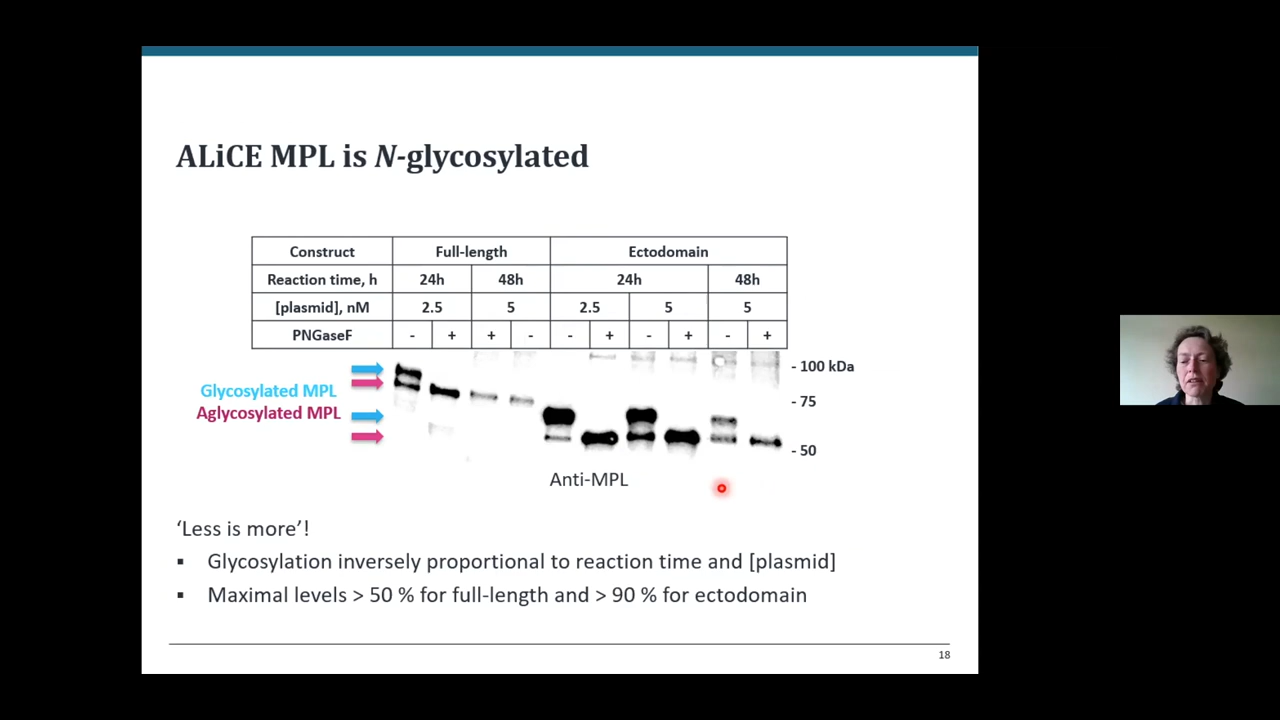 ALiCE MPL is N-glycosylated
Construct Full-length Ectodomain
Reaction time, h 24h 48h 24h 48h
[plasmid], nM 2.5 5 2.5 5 5
PNGaseF - + + - - + - + - +
- 100 kDa
Glycosylated MPL
- 75
Aglycosylated MPL
- 50
Anti-MPL
‘Less is more’!
▪ Glycosylation inversely proportional to reaction time and [plasmid]
▪ Maximal levels > 50 % for full-length and > 90 % for ectodomain
18